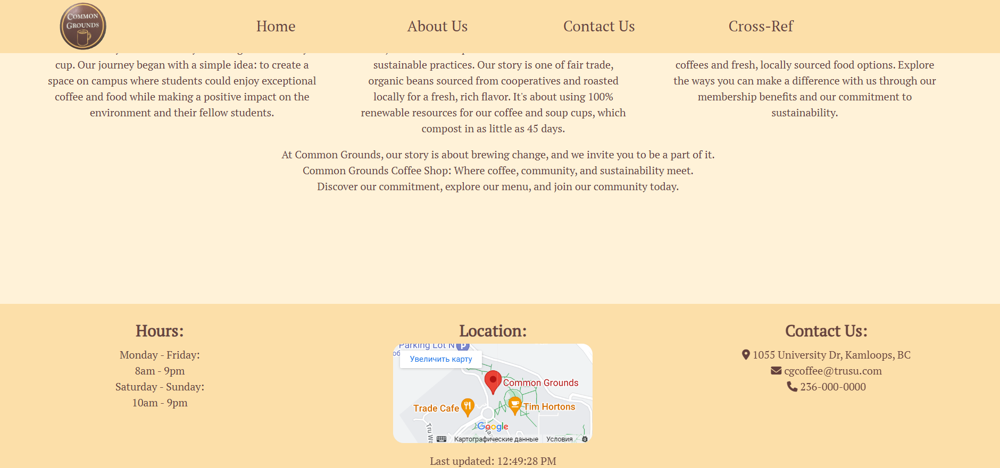 COMMON
GROUNDS
Home
About Us
Contact Us
Cross-Ref
cup. Our journey began with a simple idea: to create a
space on campus where students could enjoy exceptional
coffee and food while making a positive impact on the
environment and their fellow students.
sustainable practices. Our story is one of fair trade,
organic beans sourced from cooperatives and roasted
locally for a fresh, rich flavor. It's about using 100%
renewable resources for our coffee and soup cups, which
compost in as little as 45 days.
coffees and fresh, locally sourced food options. Explore
the ways you can make a difference with us through our
membership benefits and our commitment to
sustainability.
At Common Grounds, our story is about brewing change, and we invite you to be a part of it.
Common Grounds Coffee Shop: Where coffee, community, and sustainability meet.
Discover our commitment, explore our menu, and join our community today.
Hours:
Monday - Friday:
8am - 9pm
Saturday - Sunday:
10am - 9pm
Location:
Parking Lot N
P
Увеличить карту
Common Grounds
Trade Cafe
Tim Hortons
Tru Wa
Google
Картографические данные
Условия
Last updated: 12:49:28 PM
Contact Us:
1055 University Dr, Kamloops, BC
cgcoffee@trusu.com
236-000-0000